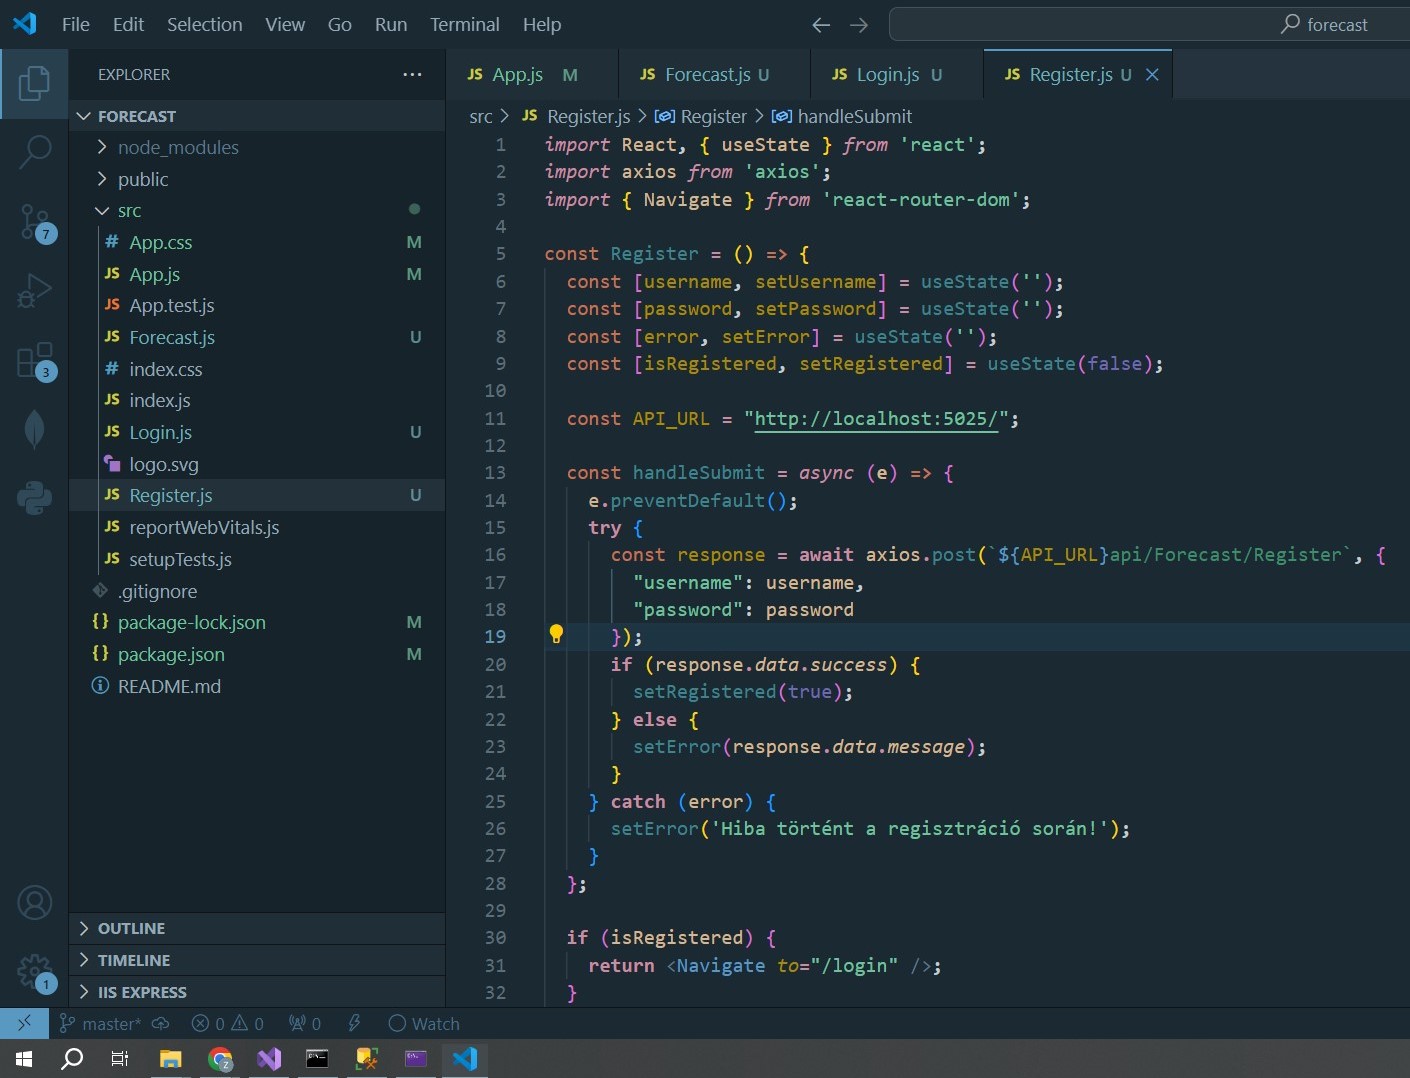 File Edit Selection View Go Run Terminal Help
forecast
EXPLORER
App.js M
Forecast.js U
Login.js U
Register.js U
src > JS Register.js > Register > handleSubmit
FORECAST
node_modules
public
src
# App.css M
JS App.js M
JS App.test.js
JS Forecast.js U
# index.css
JS index.js
JS Login.js U
logo.svg
JS Register.js U
JS reportWebVitals.js
JS setupTests.js
.gitignore
{} package-lock.json M
{} package.json M
README.md
OUTLINE
TIMELINE
IIS EXPRESS
7
3
1
1 import React, { useState } from 'react';
2 import axios from 'axios';
3 import { Navigate } from 'react-router-dom';
4
5 const Register = () => {
6 const [username, setUsername] = useState('');
7 const [password, setPassword] = useState('');
8 const [error, setError] = useState('');
9 const [isRegistered, setRegistered] = useState(false);
10
11 const API_URL = "http://localhost:5025/";
12
13 const handleSubmit = async (e) => {
14 e.preventDefault();
15 try {
16 const response = await axios.post(`${API_URL}api/Forecast/Register`, {
17 "username": username,
18 "password": password
19 });
20 if (response.data.success) {
21 setRegistered(true);
22 } else {
23 setError(response.data.message);
24 }
25 } catch (error) {
26 setError('Hiba történt a regisztráció során!');
27 }
28 };
29
30 if (isRegistered) {
31 return <Navigate to="/login" />;
32 }
master* 0 0 0 Watch